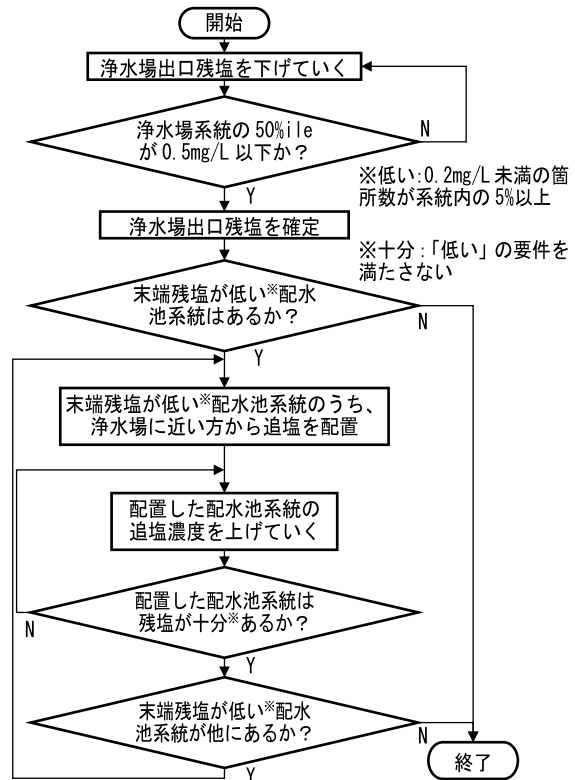 開始
浄水場出口残塩を下げていく
浄水場系統の 50%ile
が 0.5mg/L 以下か？
N
Y
※低い:0.2mg/L 未満の箇
所数が系統内の 5%以上
浄水場出口残塩を確定
※十分：「低い」の要件を
満たさない
末端残塩が低い※配水
池系統はあるか？
N
Y
末端残塩が低い※配水池系統のうち、
浄水場に近い方から追塩を配置
配置した配水池系統の
追塩濃度を上げていく
配置した配水池系統は
残塩が十分※あるか？
N
Y
末端残塩が低い※配水
池系統が他にあるか？
N
Y
終了